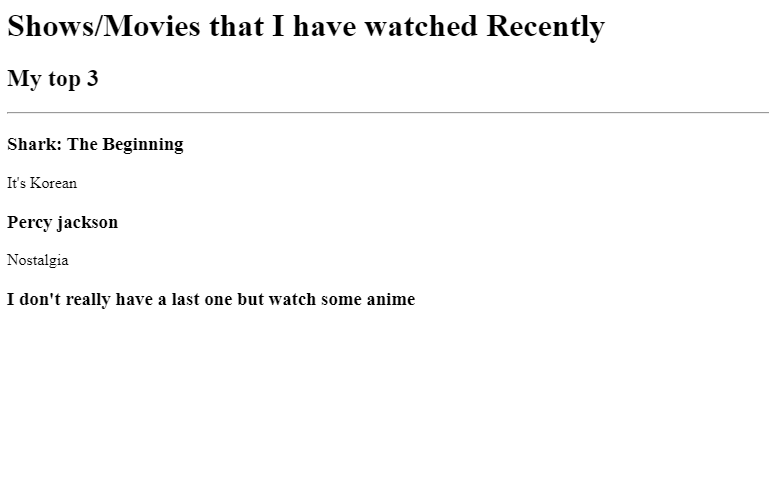 Shows/Movies that I have watched Recently
My top 3
Shark: The Beginning
It's Korean
Percy jackson
Nostalgia
I don't really have a last one but watch some anime